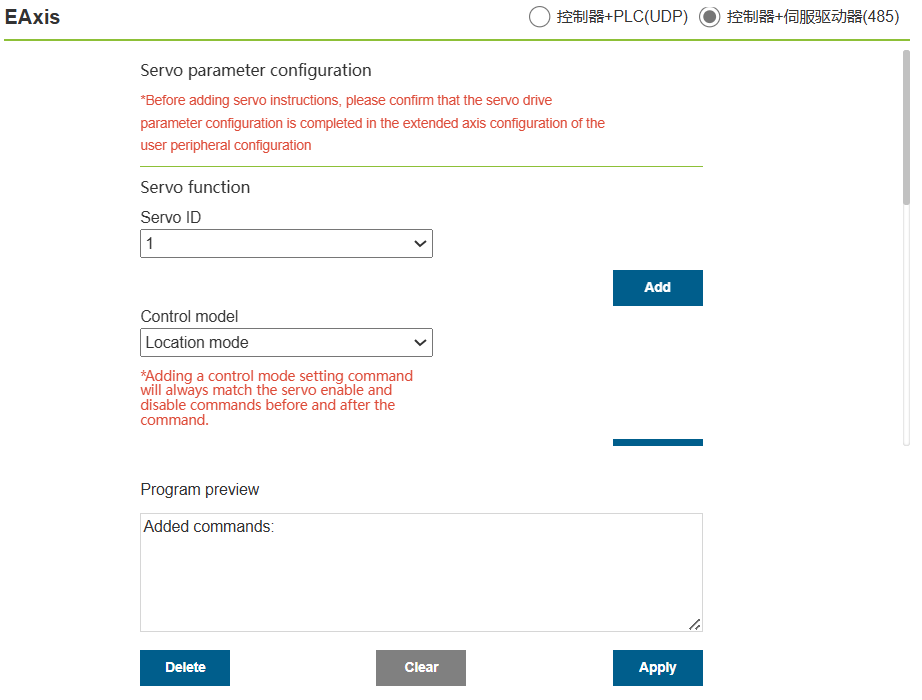 EAxis
控制器+PLC(UDP) 控制器+伺服驱动器(485)
Servo parameter configuration
*Before adding servo instructions, please confirm that the servo drive
parameter configuration is completed in the extended axis configuration of the
user peripheral configuration
Servo function
Servo ID
1
Add
Control model
Location mode
*Adding a control mode setting command
will always match the servo enable and
disable commands before and after the
command.
Program preview
Added commands:
Delete
Clear
Apply